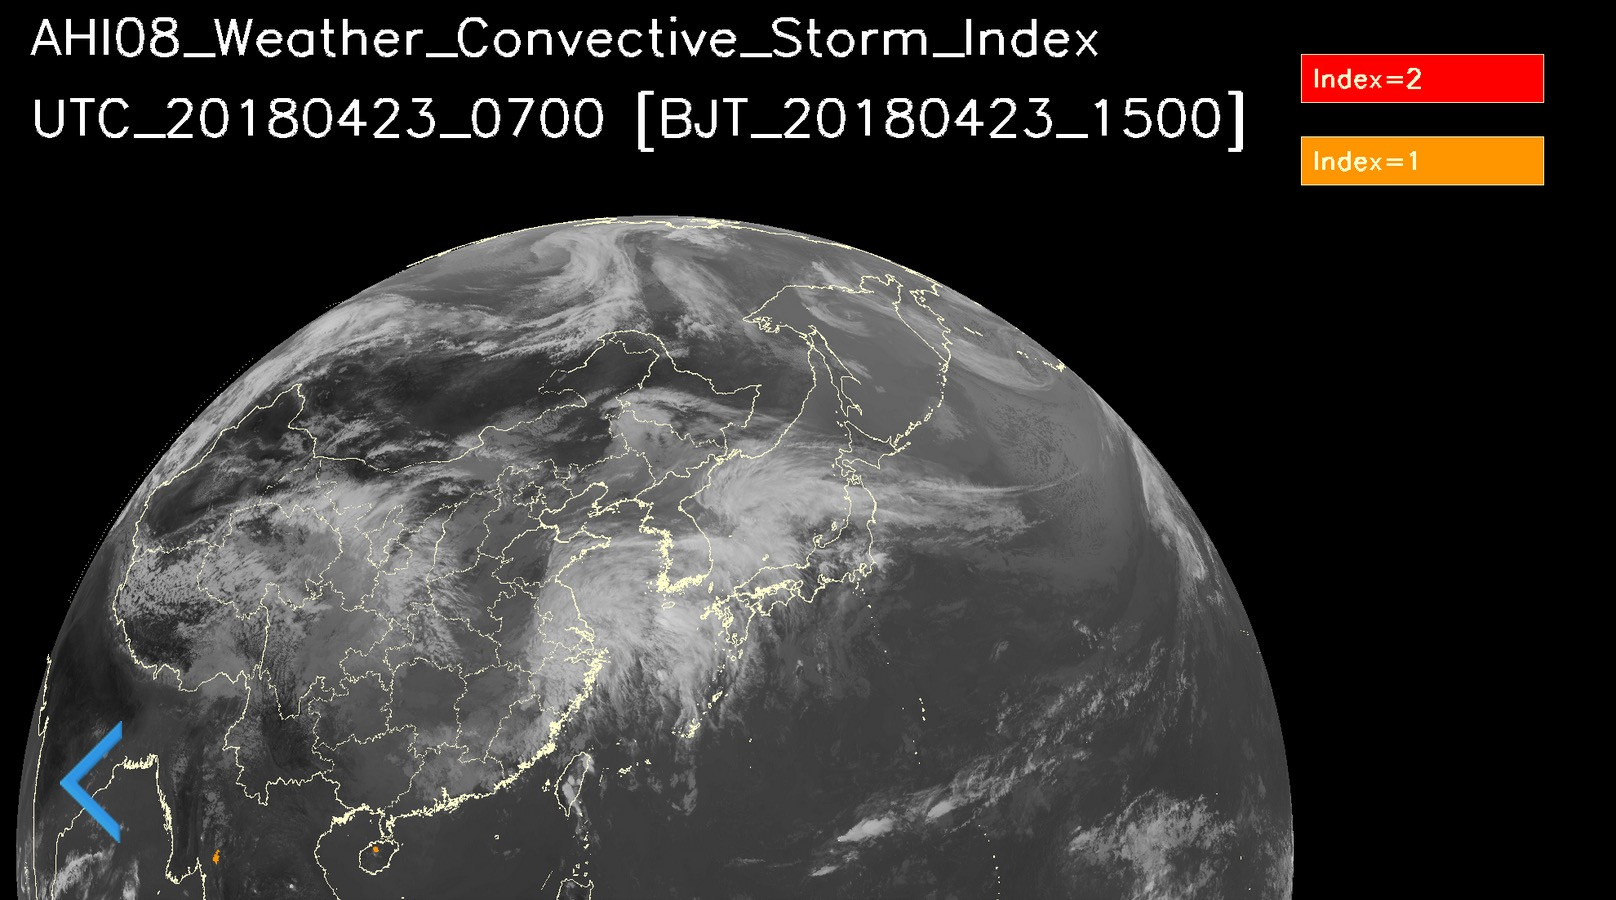 AHI08_Weather_Convective_Storm_Index
UTC_20180423_0700 [BJT_20180423_1500]
Index=2
Index=1